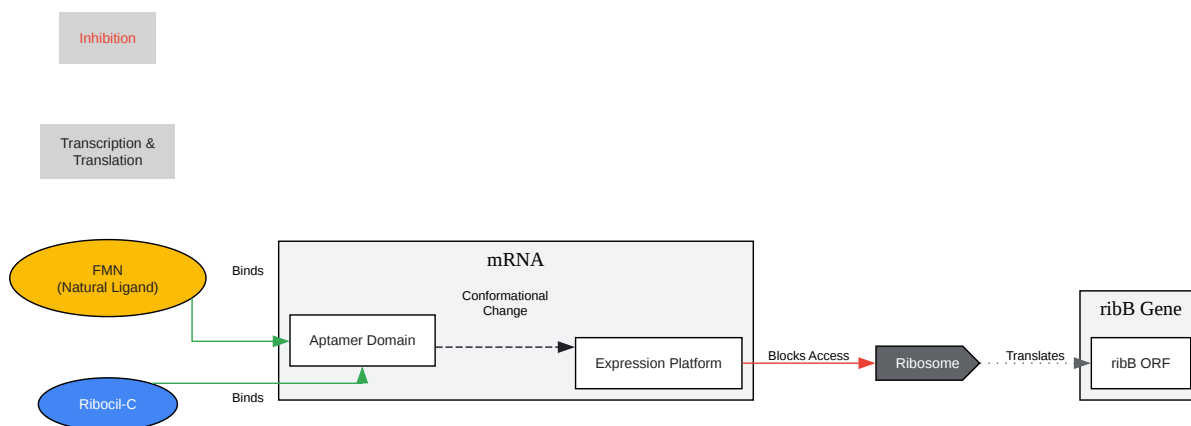 Inhibition
Transcription &
Translation
FMN
(Natural Ligand)
Binds
mRNA
Conformational
Change
Aptamer Domain
Expression Platform
Blocks Access
Ribosome
Translates
ribB Gene
ribB ORF
Ribocil-C
Binds